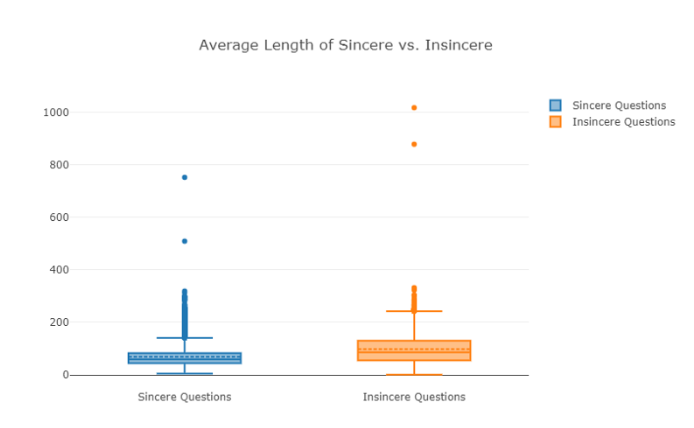 Average Length of Sincere vs. Insincere
Sincere Questions
Insincere Questions
1000
800
600
400
200
0
Sincere Questions
Insincere Questions